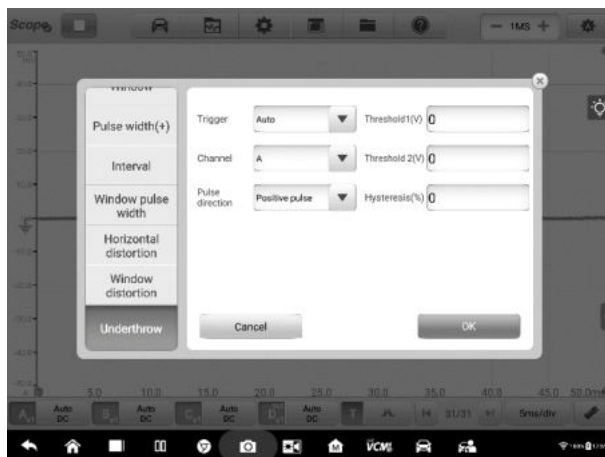 Scope
1MS
Window
Pulse width(+)
Interval
Window pulse
width
Horizontal
distortion
Window
distortion
Underthrow
Trigger
Auto
Threshold1(V)
0
Channel
A
Threshold 2(V)
0
Pulse
direction
Positive pulse
Hysteresis(%)
0
Cancel
OK
5.0 10.0 15.0 20.0 25.0 30.0 35.0 40.0 45.0 50.0m
A Auto DC
B Auto DC
C Auto DC
D Auto DC
T
31/31
5ms/div
VCMI